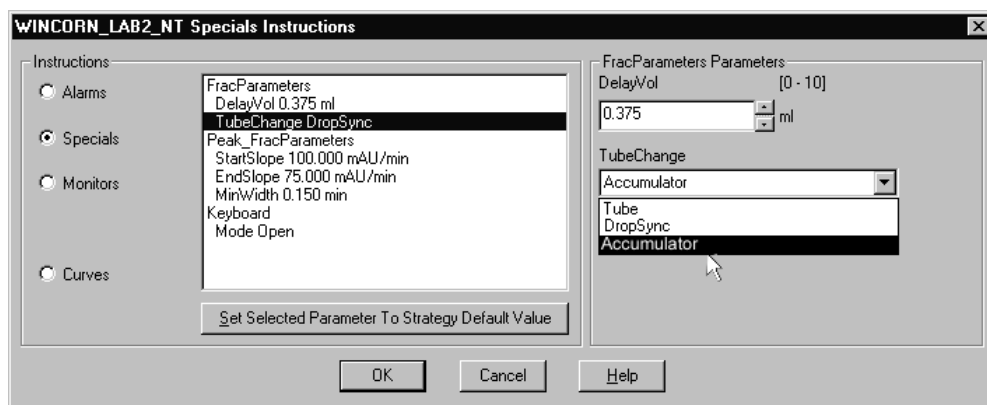 WINCORN_LAB2_NT Specials Instructions
Instructions
Alarms
Specials
Monitors
Curves
FracParameters
DelayVol 0.375 ml
TubeChange DropSync
Peak_FracParameters
StartSlope 100.000 mAU/min
EndSlope 75.000 mAU/min
MinWidth 0.150 min
Keyboard
Mode Open
Set Selected Parameter To Strategy Default Value
FracParameters Parameters
DelayVol [0 - 10]
0.375 ml
TubeChange
Accumulator
Tube
DropSync
Accumulator
OK Cancel Help